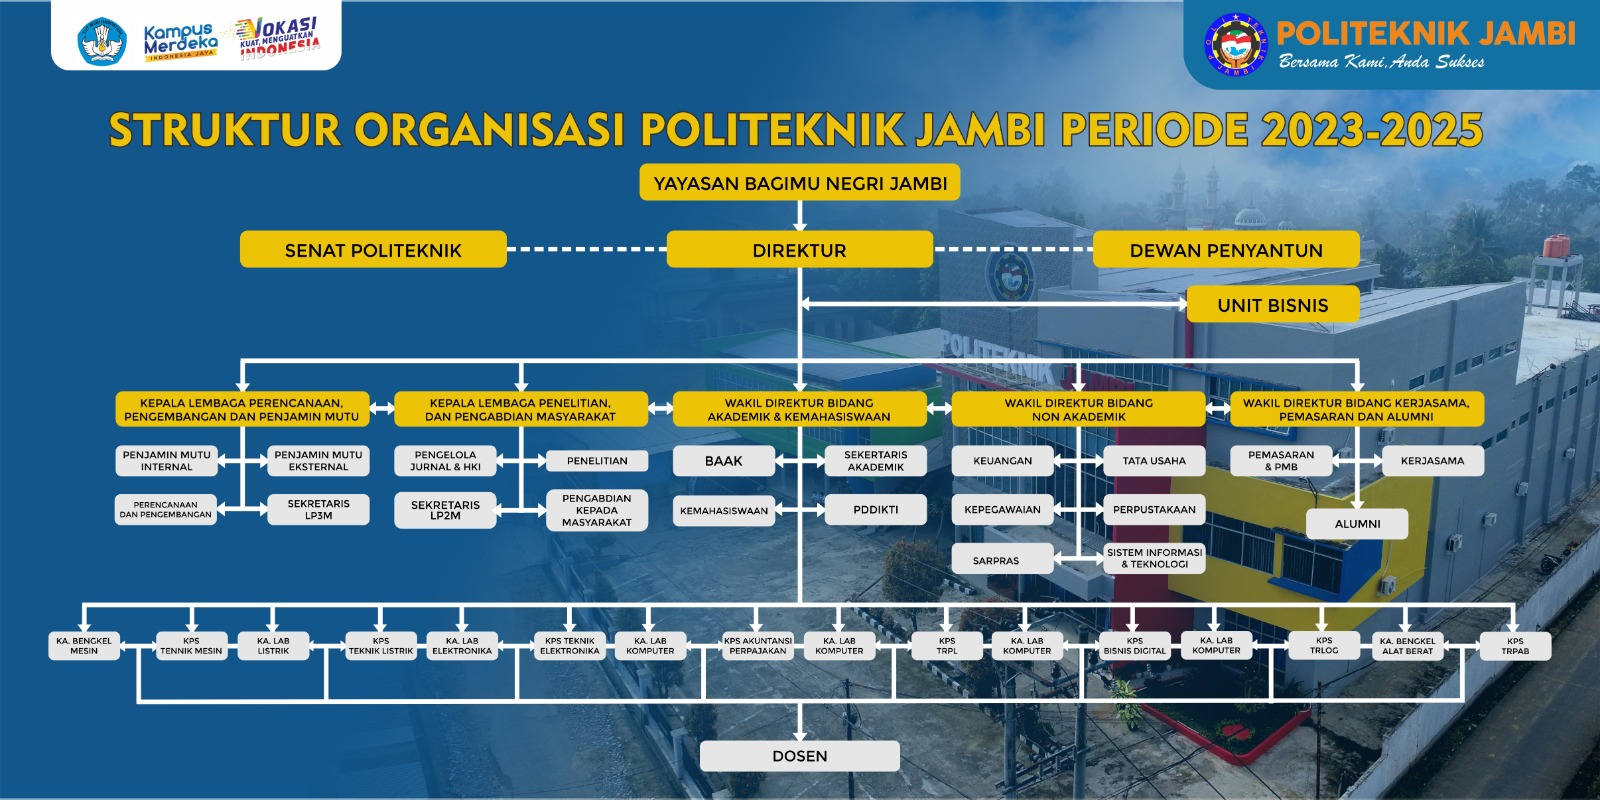 Kampus
Merdeka
INDONESIA JAYA
VOKASI
KUAT, MENGUATKAN
INDONESIA
POLITEKNIK JAMBI
Bersama Kami, Anda Sukses
STRUKTUR ORGANISASI POLITEKNIK JAMBI PERIODE 2023-2025
YAYASAN BAGIMU NEGRI JAMBI
SENAT POLITEKNIK
DIREKTUR
DEWAN PENYANTUN
UNIT BISNIS
POLITEKNIK
JAMBI
KEPALA LEMBAGA PERENCANAAN,
PENGEMBANGAN DAN PENJAMIN MUTU
KEPALA LEMBAGA PENELITIAN,
DAN PENGABDIAN MASYARAKAT
WAKIL DIREKTUR BIDANG
AKADEMIK & KEMAHASISWAAN
WAKIL DIREKTUR BIDANG
NON AKADEMIK
WAKIL DIREKTUR BIDANG KERJASAMA,
PEMASARAN DAN ALUMNI
PENJAMIN MUTU
INTERNAL
PENJAMIN MUTU
EKSTERNAL
PENGELOLA
JURNAL & HKI
PENELITIAN
BAAK
SEKERTARIS
AKADEMIK
KEUANGAN
TATA USAHA
PEMASARAN
& PMB
KERJASAMA
PERENCANAAN
DAN PENGEMBANGAN
SEKRETARIS
LP3M
SEKRETARIS
LP2M
PENGABDIAN
KEPADA
MASYARAKAT
KEMAHASISWAAN
PDDIKTI
KEPEGAWAIAN
PERPUSTAKAAN
ALUMNI
SARPRAS
SISTEM INFORMASI
& TEKNOLOGI
KA. BENGKEL
MESIN
KPS
TENNIK MESIN
KA. LAB
LISTRIK
KPS
TEKNIK LISTRIK
KA. LAB
ELEKTRONIKA
KPS TEKNIK
ELEKTRONIKA
KA. LAB
KOMPUTER
KPS AKUNTANSI
PERPAJAKAN
KA. LAB
KOMPUTER
KPS
TRPL
KA. LAB
KOMPUTER
KPS
BISNIS DIGITAL
KA. LAB
KOMPUTER
KPS
TRLOG
KA. BENGKEL
ALAT BERAT
KPS
TRPAB
DOSEN